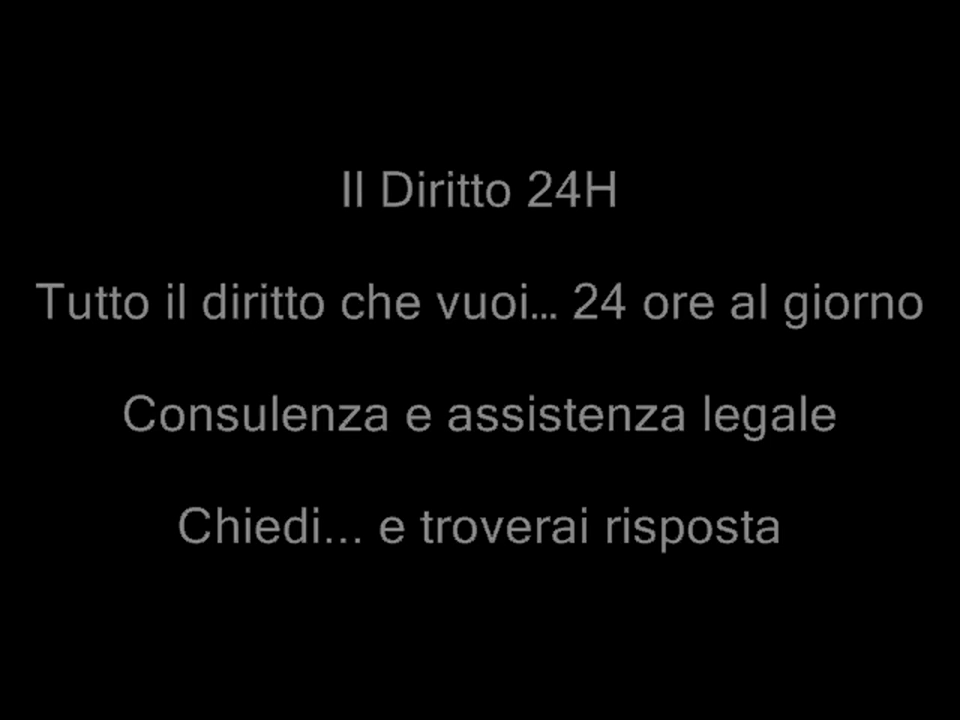 Il Diritto 24H
Tutto il diritto che vuoi… 24 ore al giorno
Consulenza e assistenza legale
Chiedi... e troverai risposta